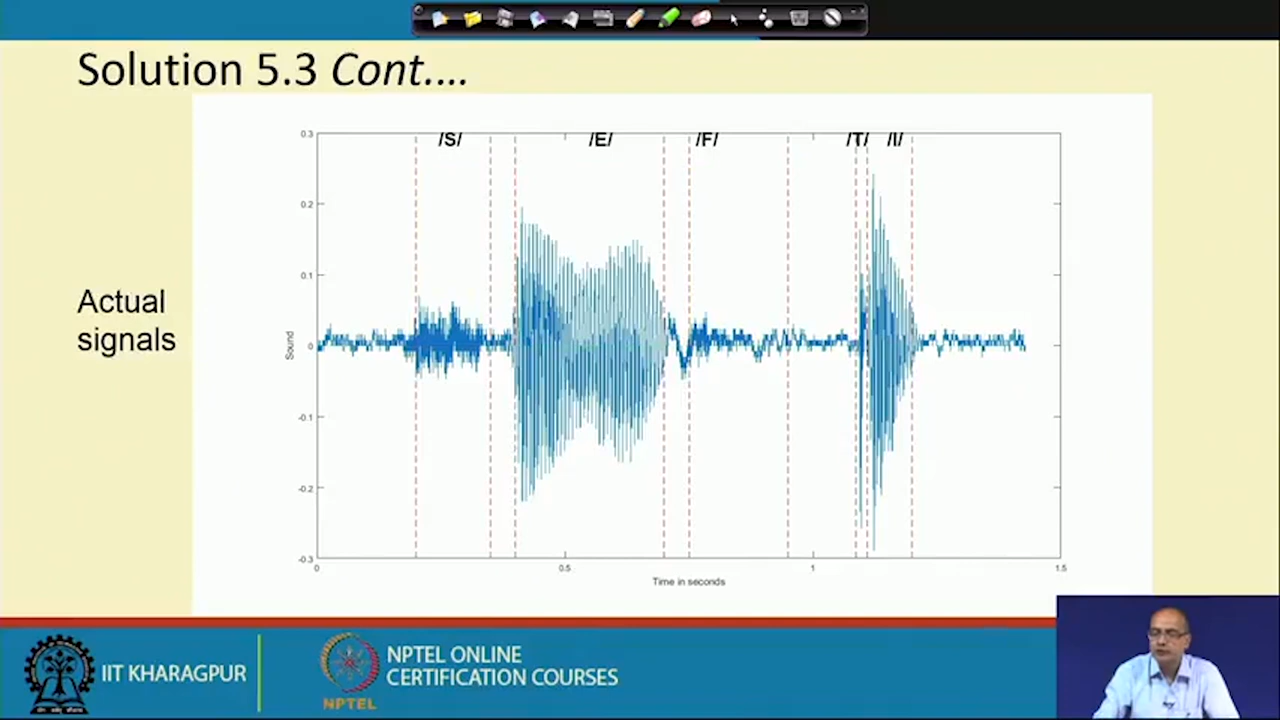 Solution 5.3 Cont....
/S/ /E/ /F/ /T/ /I/
0.3
0.2
0.1
0
-0.1
-0.2
-0.3
Sound
0 0.5 1 1.5
Time in seconds
Actual
signals
IIT KHARAGPUR
NPTEL
NPTEL ONLINE
CERTIFICATION COURSES